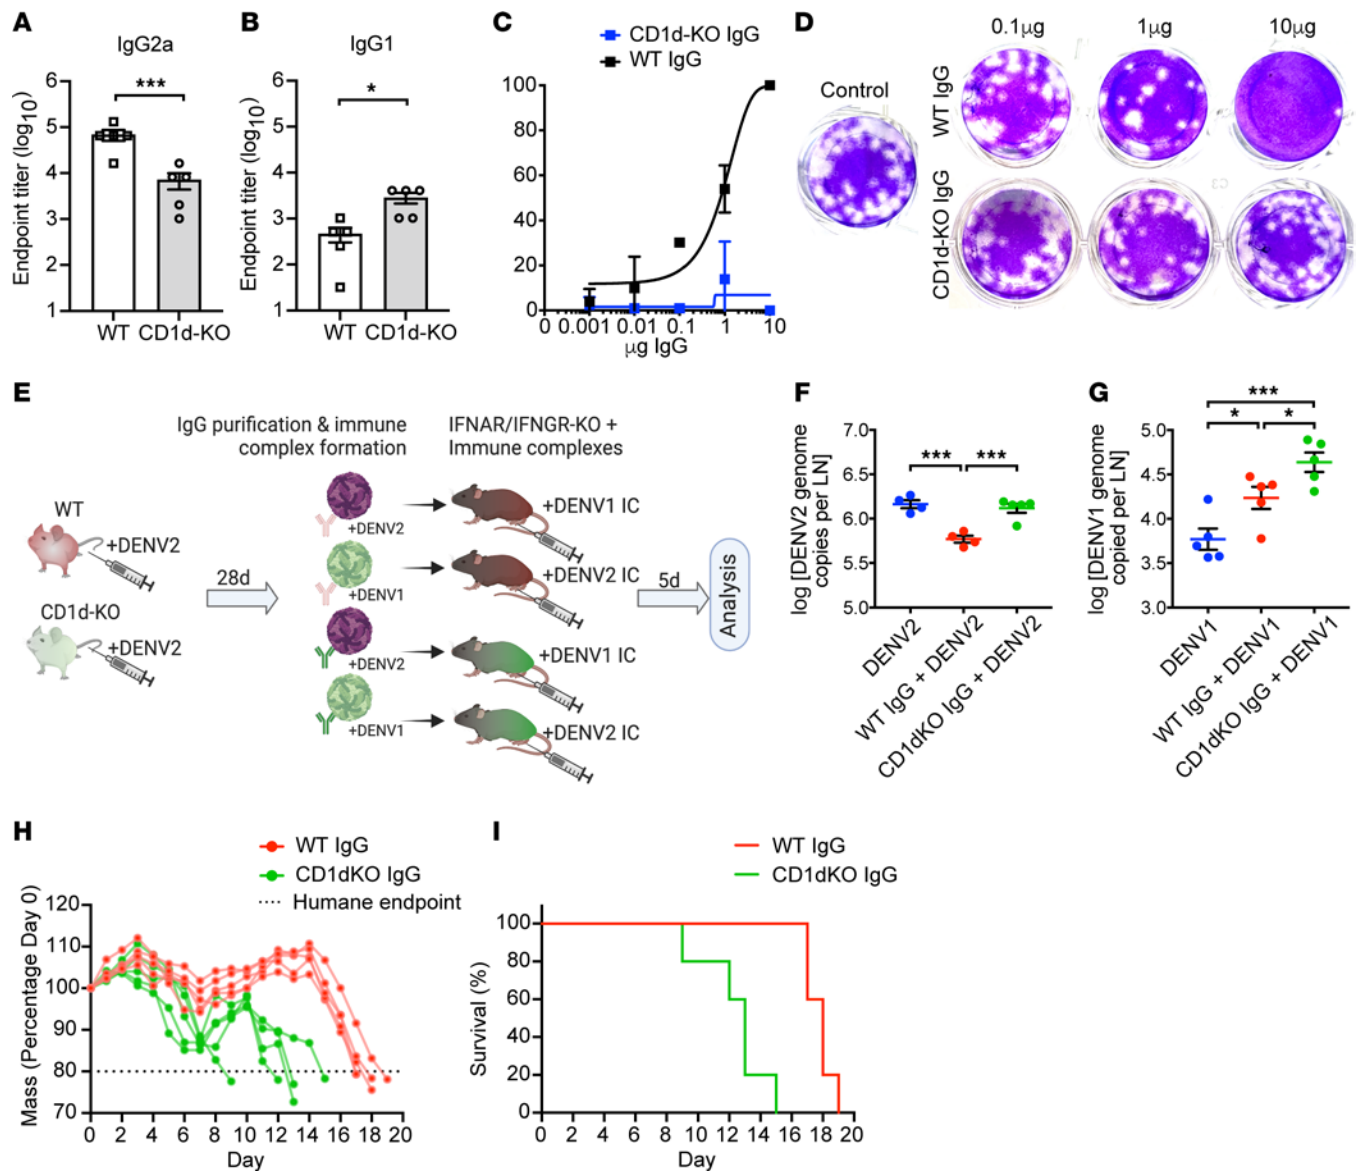 A
IgG2a
Endpoint titer (log10)
6
5
4
3
2
1
***
WT CD1d-KO
B
IgG1
Endpoint titer (log10)
6
5
4
3
2
1
*
WT CD1d-KO
C
CD1d-KO IgG
WT IgG
100
80
60
40
20
0
0 0.001 0.01 0.1 1 10
μg IgG
D
Control
0.1μg 1μg 10μg
WT IgG
CD1d-KO IgG
E
IgG purification & immune
complex formation
IFNAR/IFNGR-KO +
Immune complexes
WT
+DENV2
CD1d-KO
+DENV2
28d
+DENV2
+DENV1
+DENV2
+DENV1
+DENV1 IC
+DENV2 IC
+DENV1 IC
+DENV2 IC
5d
Analysis
F
log [DENV2 genome
copies per LN]
7.0
6.5
6.0
5.5
5.0
*** ***
DENV2
WT IgG + DENV2
CD1dKO IgG + DENV2
G
log [DENV1 genome
copied per LN]
5.0
4.5
4.0
3.5
3.0
***
* *
DENV1
WT IgG + DENV1
CD1dKO IgG + DENV1
H
WT IgG
CD1dKO IgG
Humane endpoint
Mass (Percentage Day 0)
120
110
100
90
80
70
0 2 4 6 8 10 12 14 16 18 20
Day
I
WT IgG
CD1dKO IgG
Survival (%)
100
80
60
40
20
0
0 2 4 6 8 10 12 14 16 18 20
Day